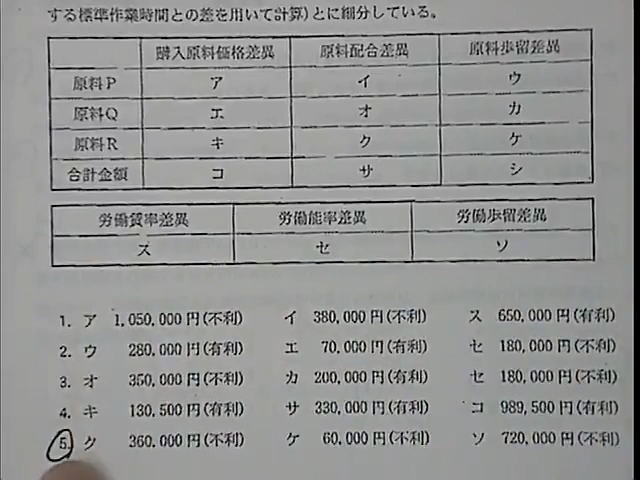 する標準作業時間との差を用いて計算)とに細分している。
購入原料価格差異 原料配合差異 原料歩留差異
原料P ア イ ウ
原料Q エ オ カ
原料R キ ク ケ
合計金額 コ サ シ
労働賃率差異 労働能率差異 労働歩留差異
ス セ ソ
1. ア 1,050,000円(不利) イ 380,000円(不利) ス 650,000円(有利)
2. ウ 280,000円(有利) エ 70,000円(有利) セ 180,000円(不利)
3. オ 350,000円(不利) カ 200,000円(有利) セ 180,000円(不利)
4. キ 130,500円(有利) サ 330,000円(有利) コ 989,500円(有利)
5. ク 360,000円(不利) ケ 60,000円(不利) ソ 720,000円(不利)